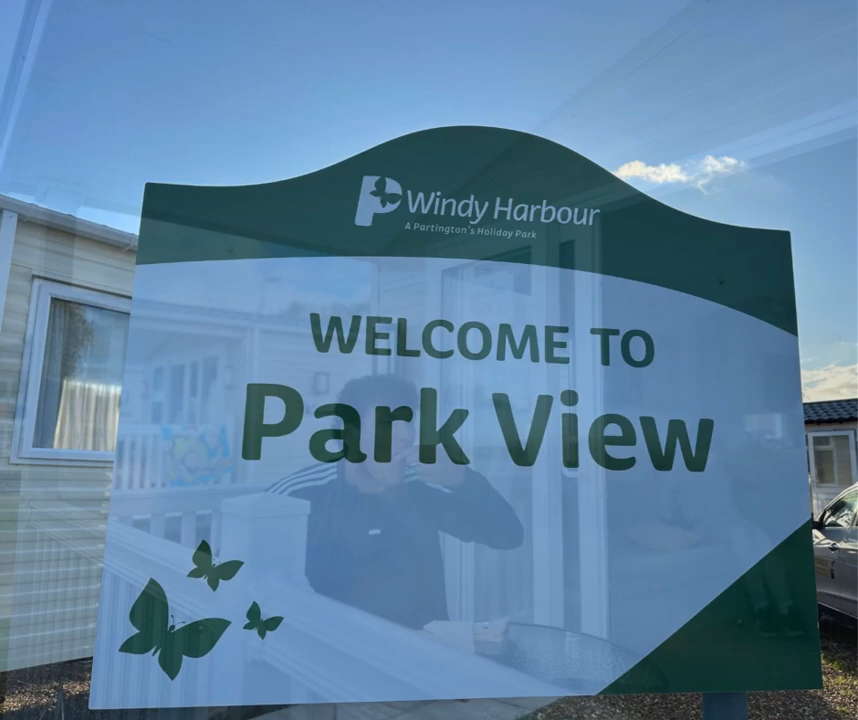 Windy Harbour
A Partington's Holiday Park
WELCOME TO
Park View